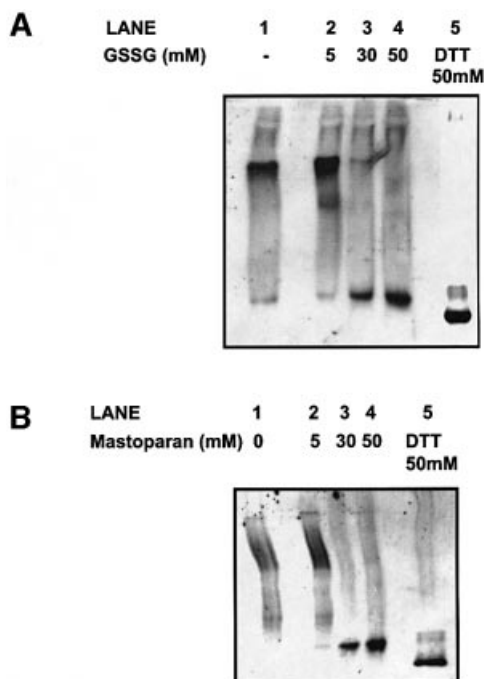 A
LANE 1 2 3 4 5
GSSG (mM) - 5 30 50 DTT
50mM
B
LANE 1 2 3 4 5
Mastoparan (mM) 0 5 30 50 DTT
50mM